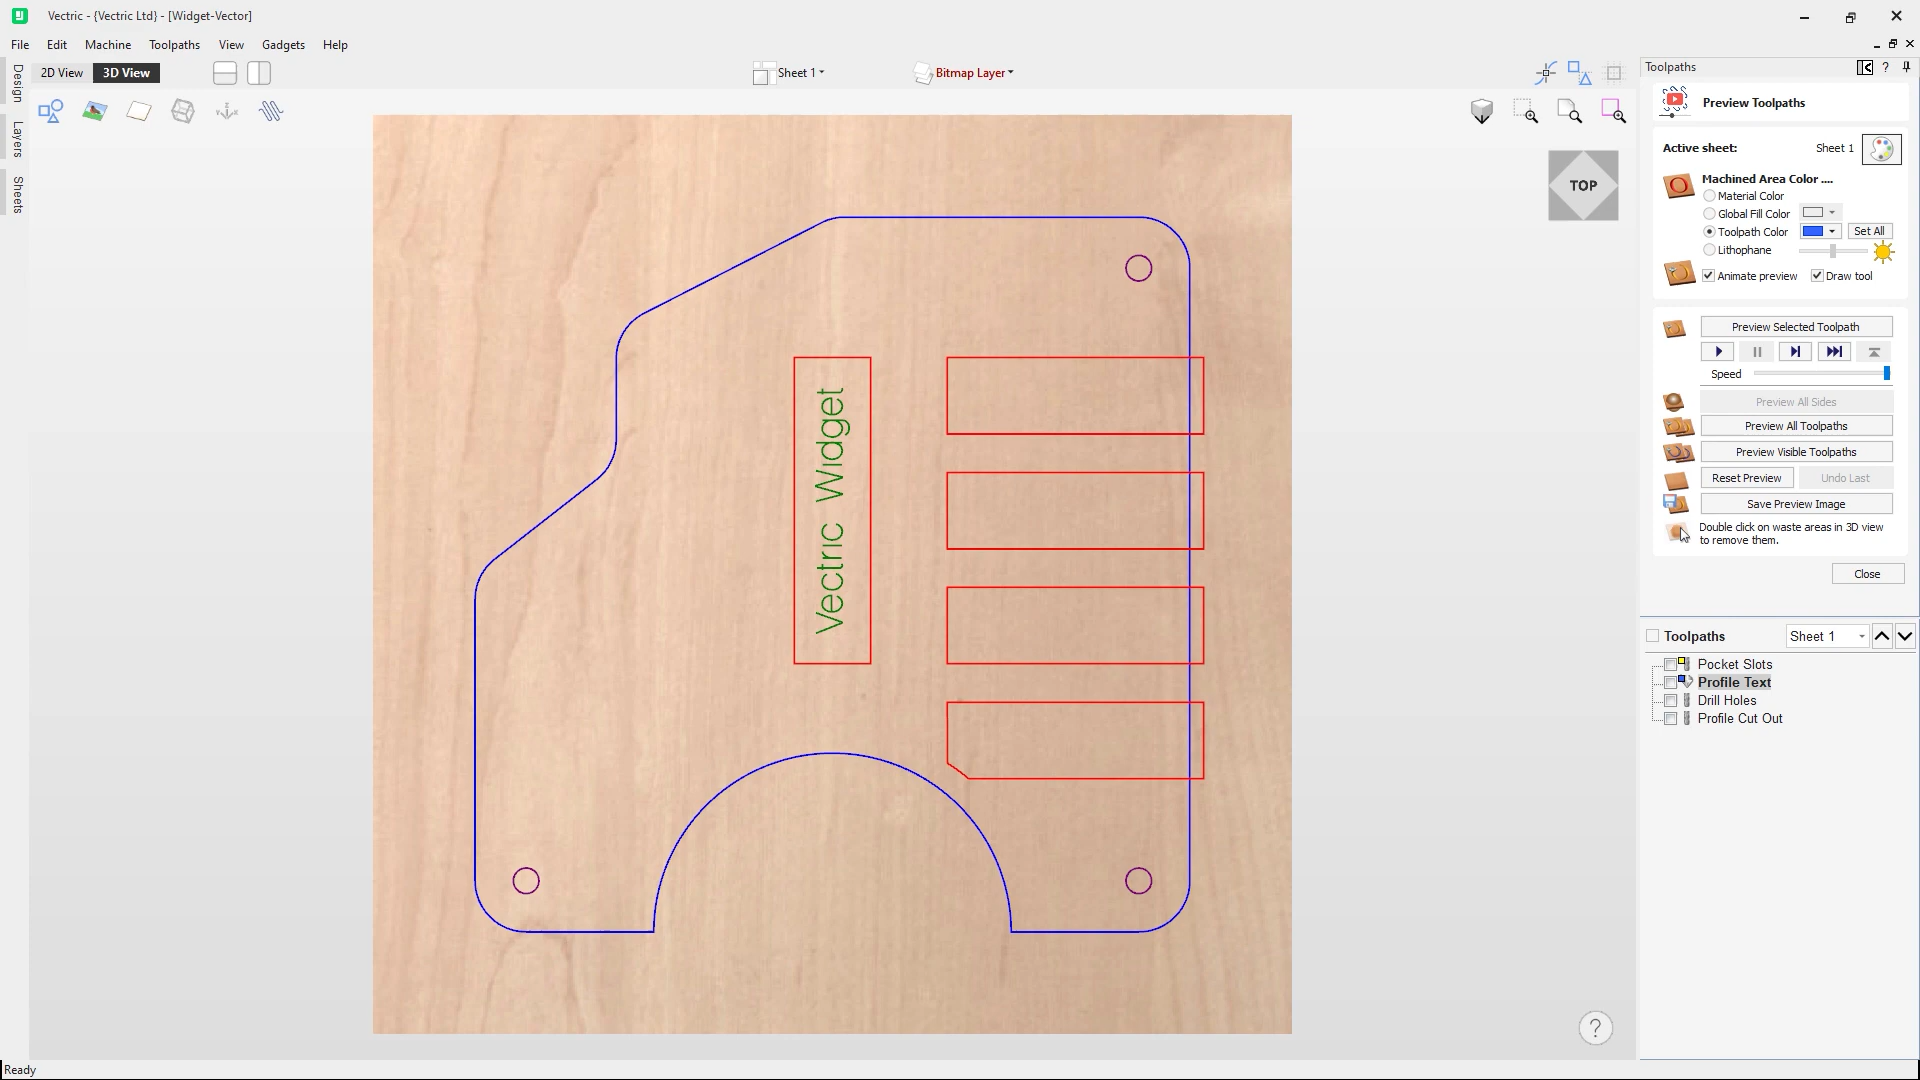 Vectric - {Vectric Ltd} - [Widget-Vector]
File Edit Machine Toolpaths View Gadgets Help
Design
Layers
Sheets
2D View 3D View
Sheet 1
Bitmap Layer
TOP
Vectric Widget
Toolpaths
?
Preview Toolpaths
Active sheet: Sheet 1
Machined Area Color ....
Material Color
Global Fill Color
Toolpath Color Set All
Lithophane
Animate preview Draw tool
Preview Selected Toolpath
Speed
Preview All Sides
Preview All Toolpaths
Preview Visible Toolpaths
Reset Preview Undo Last
Save Preview Image
Double click on waste areas in 3D view
to remove them.
Close
Toolpaths Sheet 1
Pocket Slots
Profile Text
Drill Holes
Profile Cut Out
?
Ready